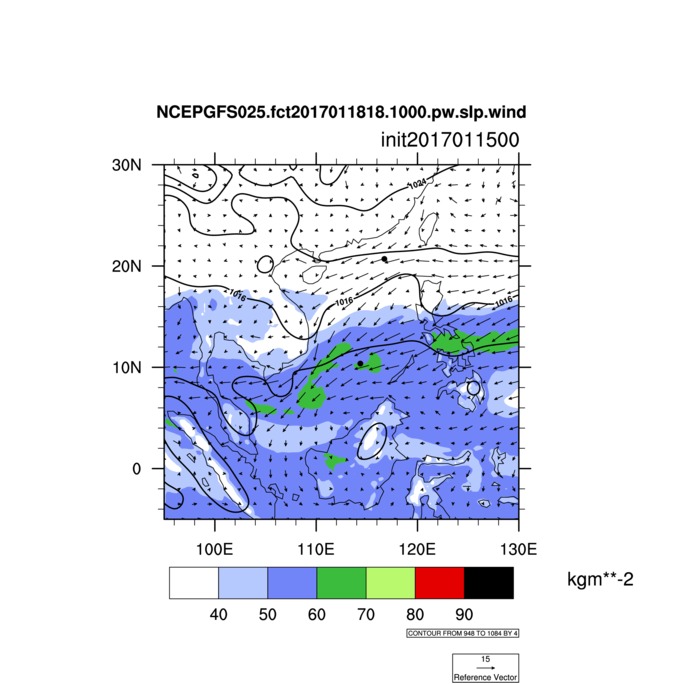 NCEPGFS025.fct2017011818.1000.pw.slp.wind
init2017011500
30N
1024
20N
1016
1016
1016
10N
0
100E 110E 120E 130E
kgm**-2
40 50 60 70 80 90
CONTOUR FROM 948 TO 1084 BY 4
15
Reference Vector